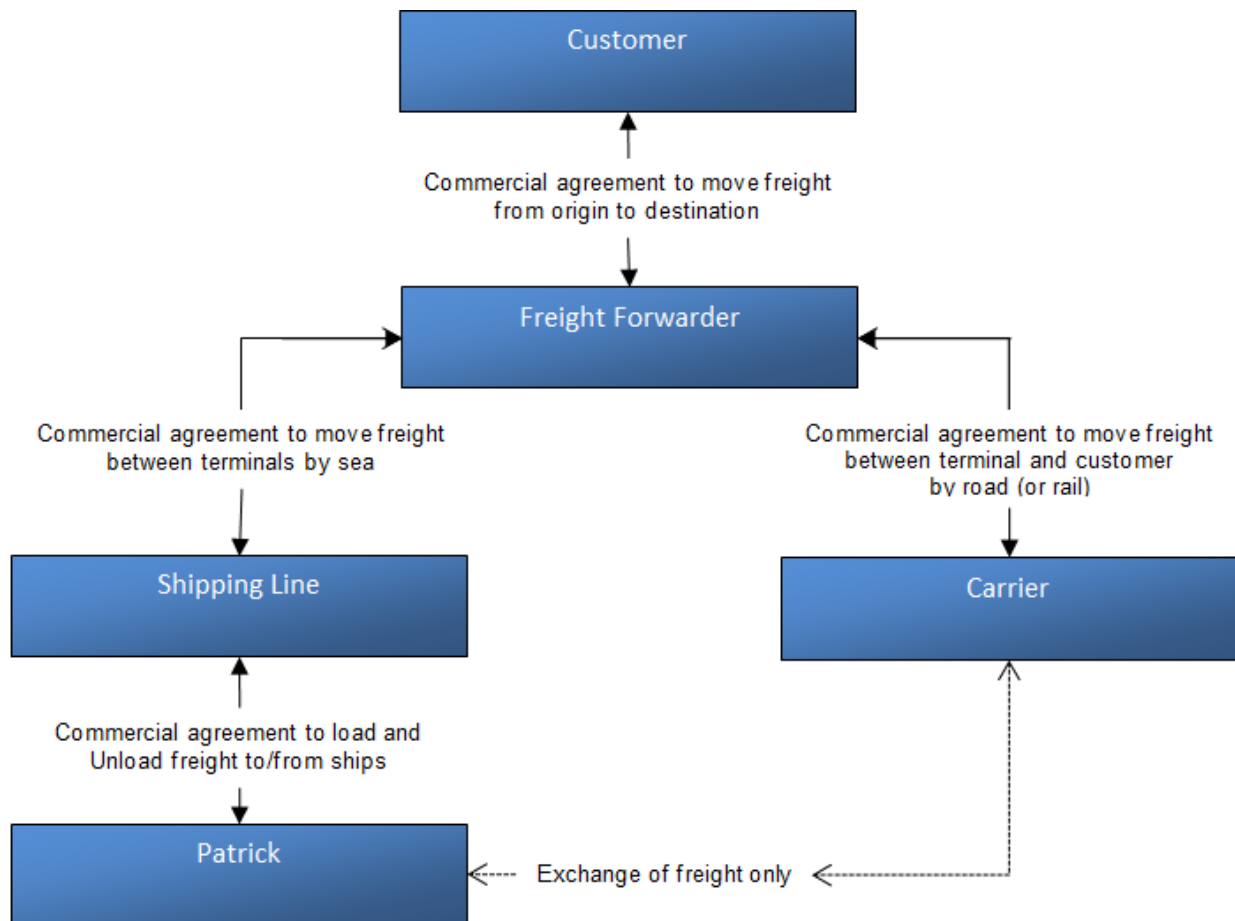 Customer
Commercial agreement to move freight
from origin to destination
Freight Forwarder
Commercial agreement to move freight
between terminals by sea
Commercial agreement to move freight
between terminal and customer
by road (or rail)
Shipping Line
Carrier
Commercial agreement to load and
Unload freight to/from ships
Patrick
Exchange of freight only